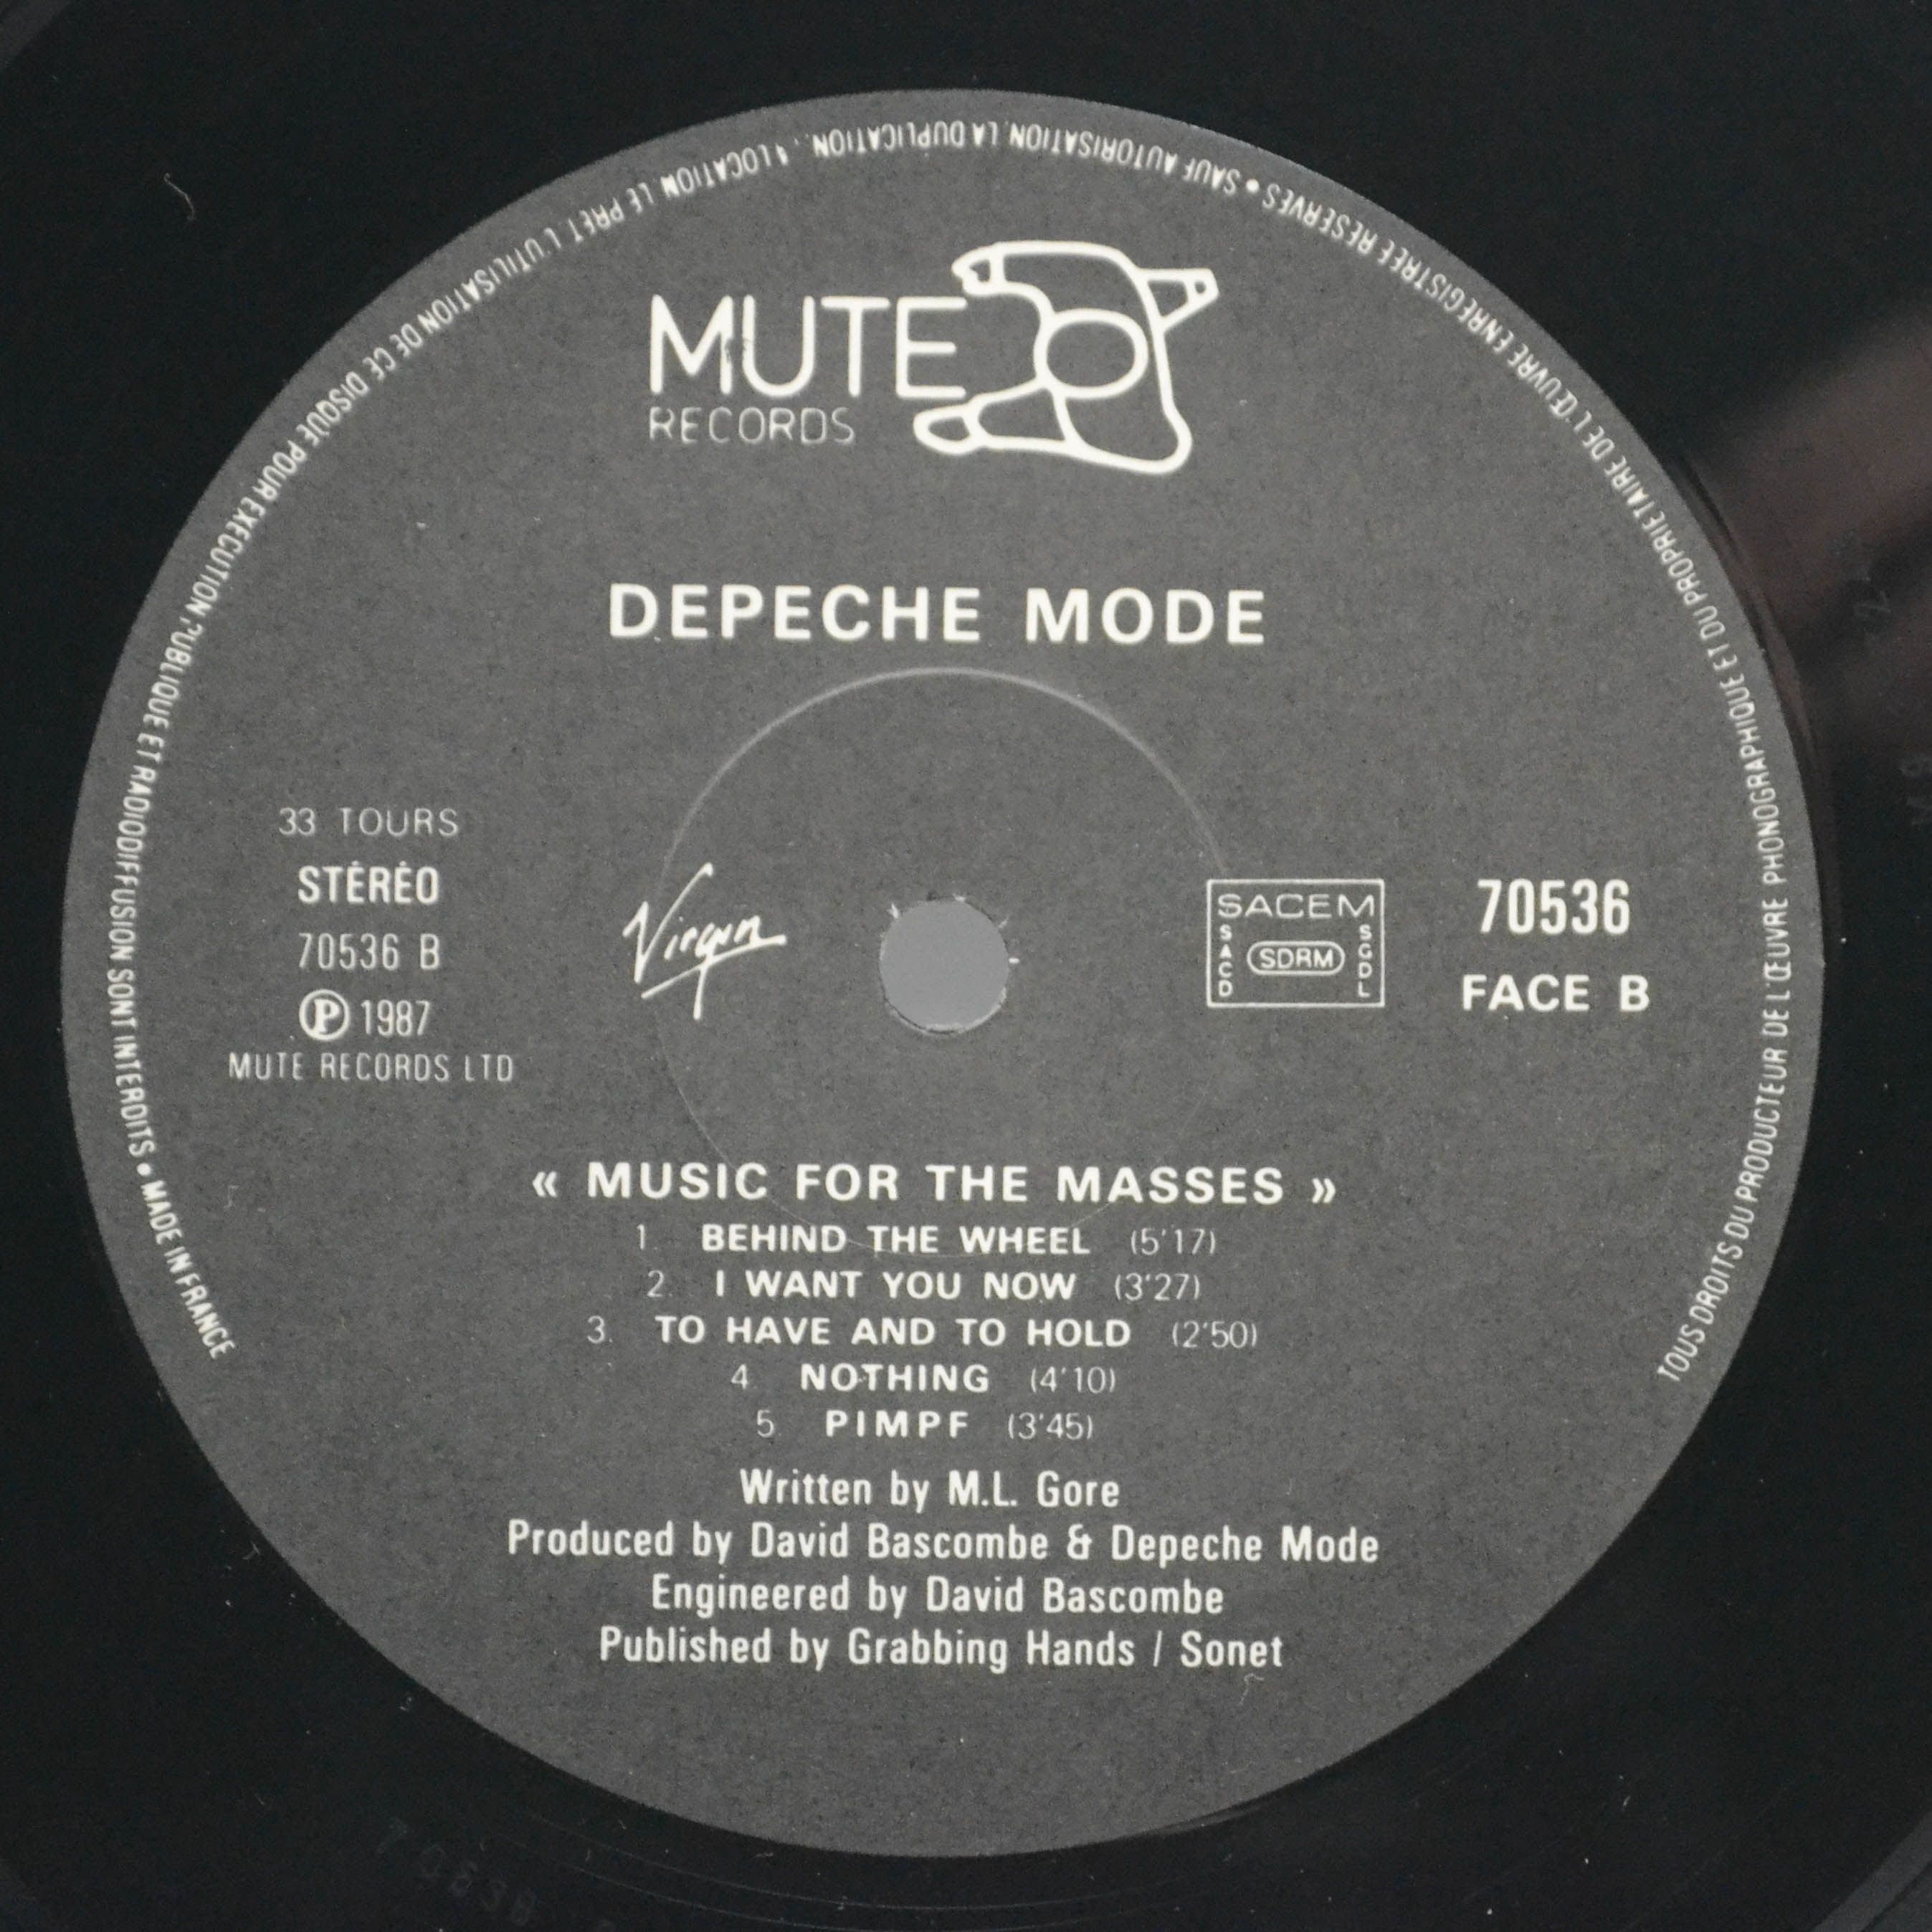 MUTE
RECORDS
DEPECHE MODE
33 TOURS
STÉRÉO
70536 B
Ⓟ 1987
MUTE RECORDS LTD
Virgin
SACEM
SACD
SDRM
SGDL
70536
FACE B
« MUSIC FOR THE MASSES »
1. BEHIND THE WHEEL (5'17)
2. I WANT YOU NOW (3'27)
3. TO HAVE AND TO HOLD (2'50)
4. NOTHING (4'10)
5 PIMPF (3'45)
Written by M.L. Gore
Produced by David Bascombe & Depeche Mode
Engineered by David Bascombe
Published by Grabbing Hands / Sonet
TOUS DROITS DU PRODUCTEUR DE L'ŒUVRE PHONOGRAPHIQUE ET DU PROPRIETAIRE DE L'ŒUVRE ENREGISTREE RESERVES • SAUF AUTORISATION, LA DUPLICATION, LOCATION, LE PRET, L'UTILISATION DE CE DISQUE POUR EXECUTION PUBLIQUE ET RADIODIFFUSION SONT INTERDITS • MADE IN FRANCE